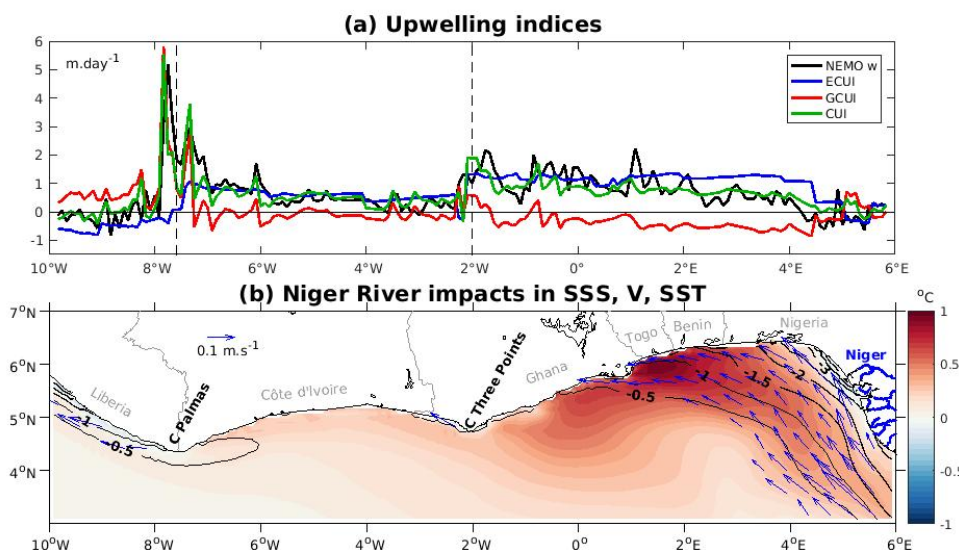 (a) Upwelling indices
m.day-1
6
5
4
3
2
1
0
-1
NEMO w
ECUI
GCUI
CUI
10°W 8°W 6°W 4°W 2°W 0° 2°E 4°E 6°E
(b) Niger River impacts in SSS, V, SST
°C
7°N
6°N
5°N
4°N
0.1 m.s-1
Liberia
C Palmas
Côte d'Ivoire
C Three Points
Ghana
Togo
Benin
Nigeria
Niger
-1
-0.5
-0.5
-1
-1.5
-2
-3
1
0.5
0
-0.5
-1
10°W 8°W 6°W 4°W 2°W 0° 2°E 4°E 6°E